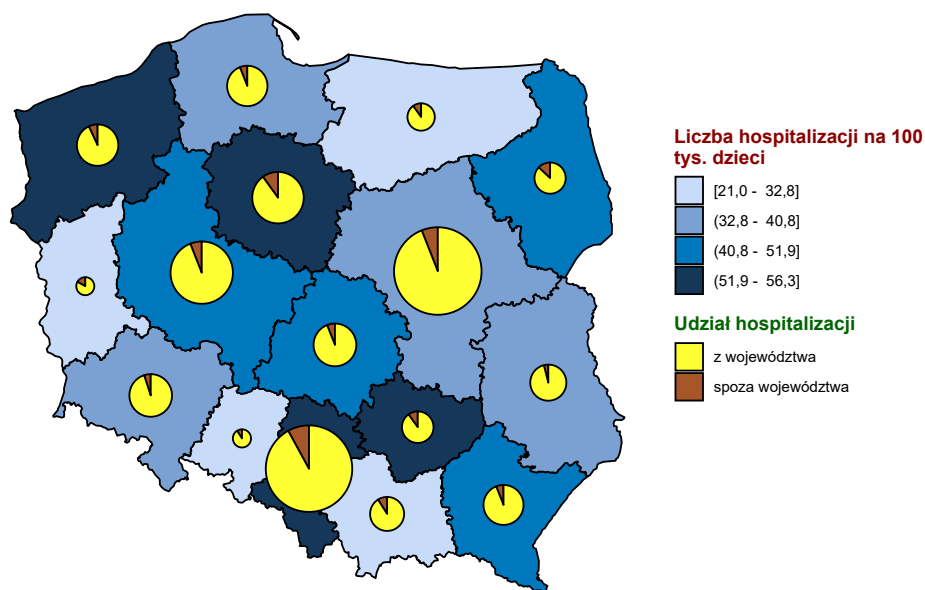 Liczba hospitalizacji na 100
tys. dzieci
[21,0 - 32,8]
(32,8 - 40,8]
(40,8 - 51,9]
(51,9 - 56,3]
Udział hospitalizacji
z województwa
spoza województwa